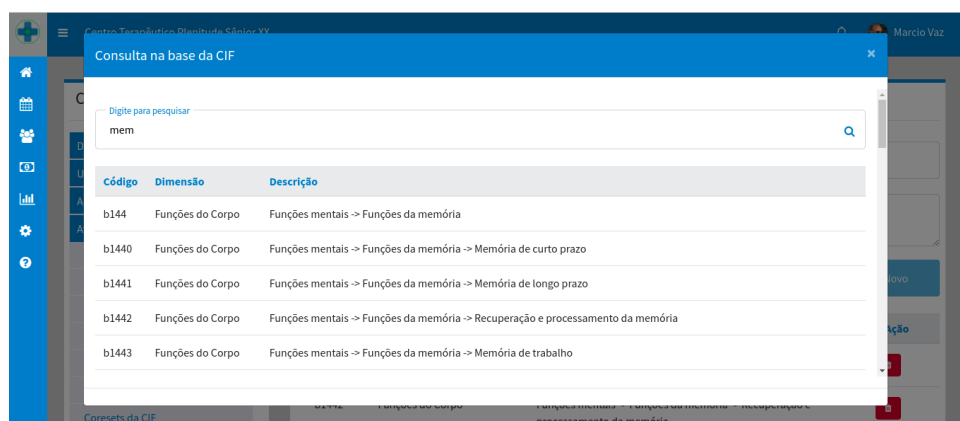 Centro Terapêutico Plenitude Sênior XX
Marcio Vaz
Consulta na base da CIF
×
Digite para pesquisar
mem
Código Dimensão Descrição
b144 Funções do Corpo Funções mentais -> Funções da memória
b1440 Funções do Corpo Funções mentais -> Funções da memória -> Memória de curto prazo
b1441 Funções do Corpo Funções mentais -> Funções da memória -> Memória de longo prazo
b1442 Funções do Corpo Funções mentais -> Funções da memória -> Recuperação e processamento da memória
b1443 Funções do Corpo Funções mentais -> Funções da memória -> Memória de trabalho
Ação
Coresets da CIF
b1442 Funções do Corpo Funções mentais -> Funções da memória -> Recuperação e
processamento da memória